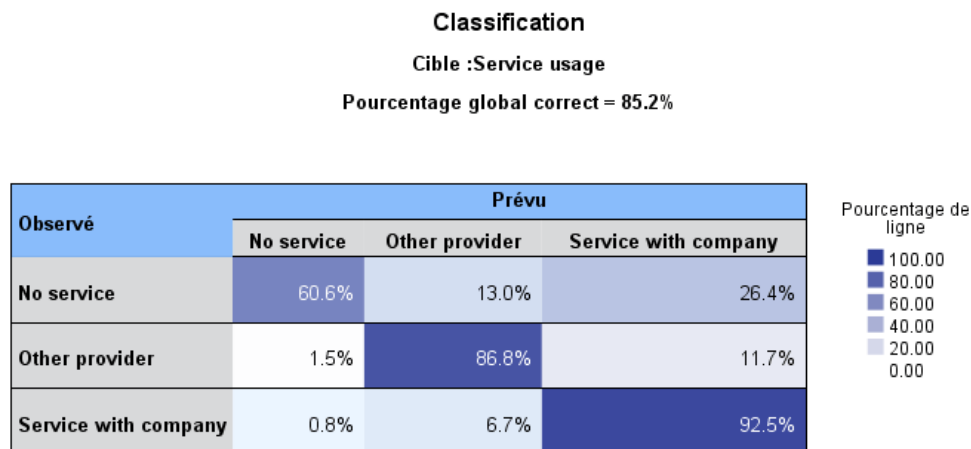 Classification
Cible :Service usage
Pourcentage global correct = 85.2%
Observé
Prévu
No service Other provider Service with company
No service 60.6% 13.0% 26.4%
Other provider 1.5% 86.8% 11.7%
Service with company 0.8% 6.7% 92.5%
Pourcentage de
ligne
100.00
80.00
60.00
40.00
20.00
0.00